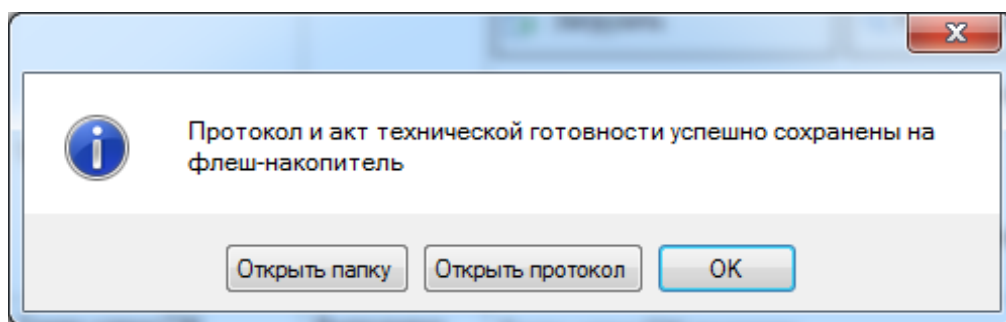 Протокол и акт технической готовности успешно сохранены на
флеш-накопитель
Открыть папку
Открыть протокол
OK